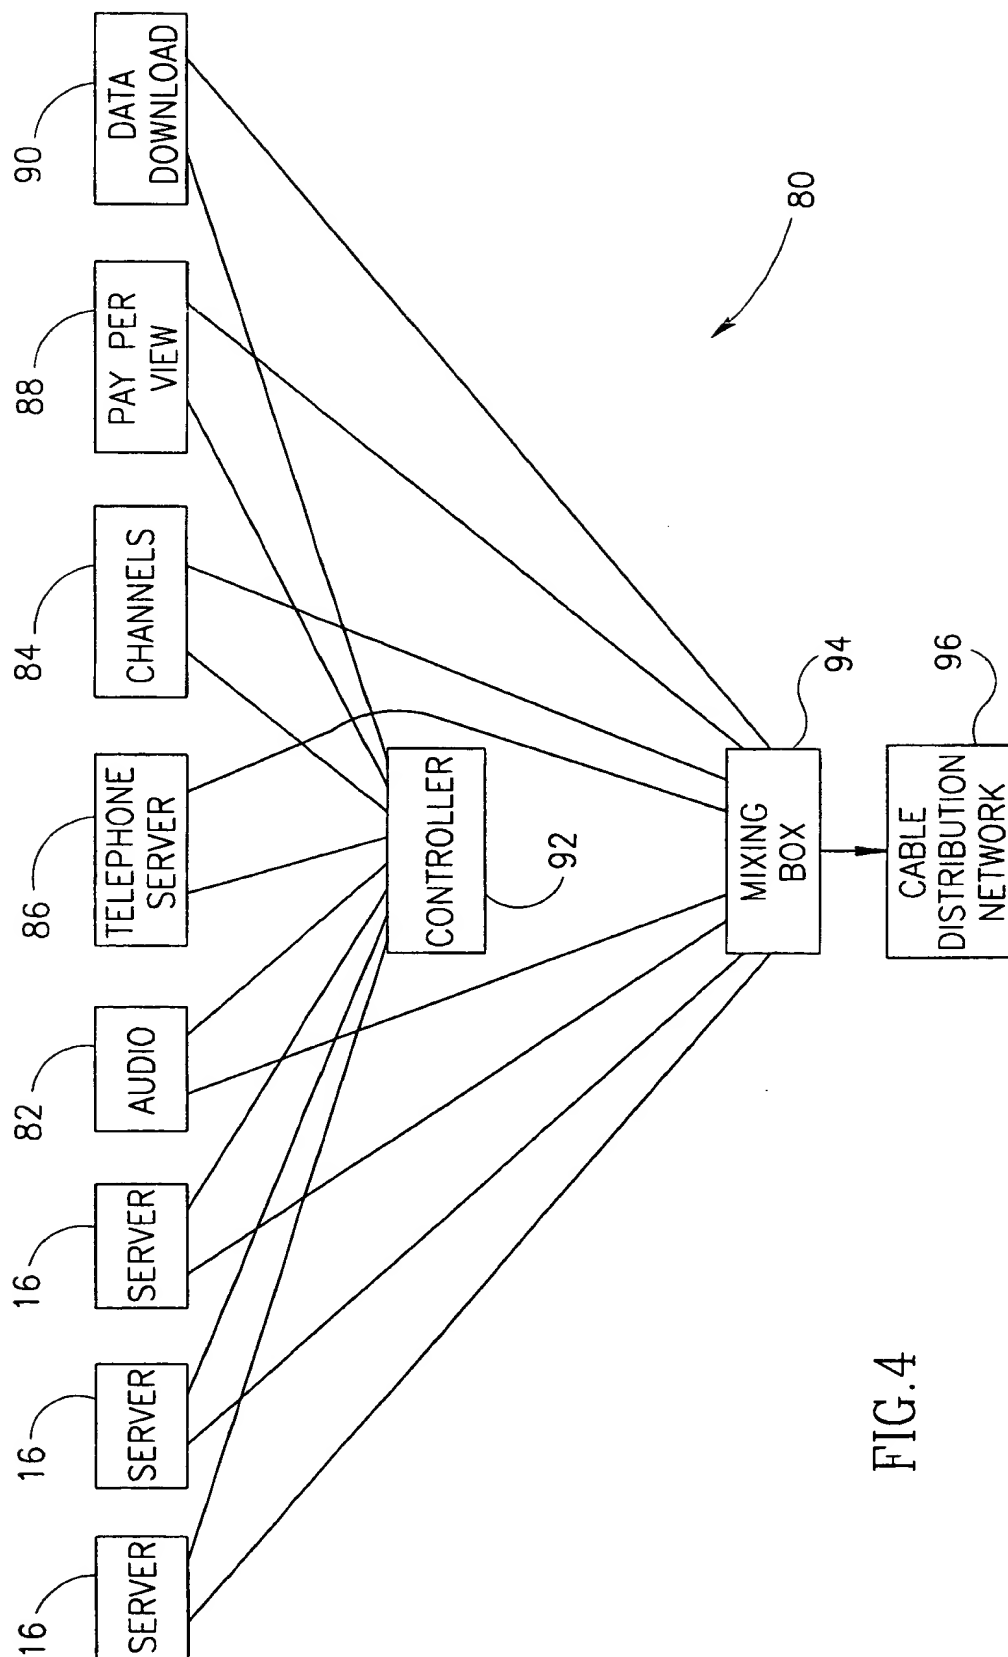 16
SERVER
16
SERVER
16
SERVER
82
AUDIO
86
TELEPHONE
SERVER
84
CHANNELS
88
PAY PER
VIEW
90
DATA
DOWNLOAD
CONTROLLER
92
80
MIXING
BOX
94
CABLE
DISTRIBUTION
NETWORK
96
FIG.4